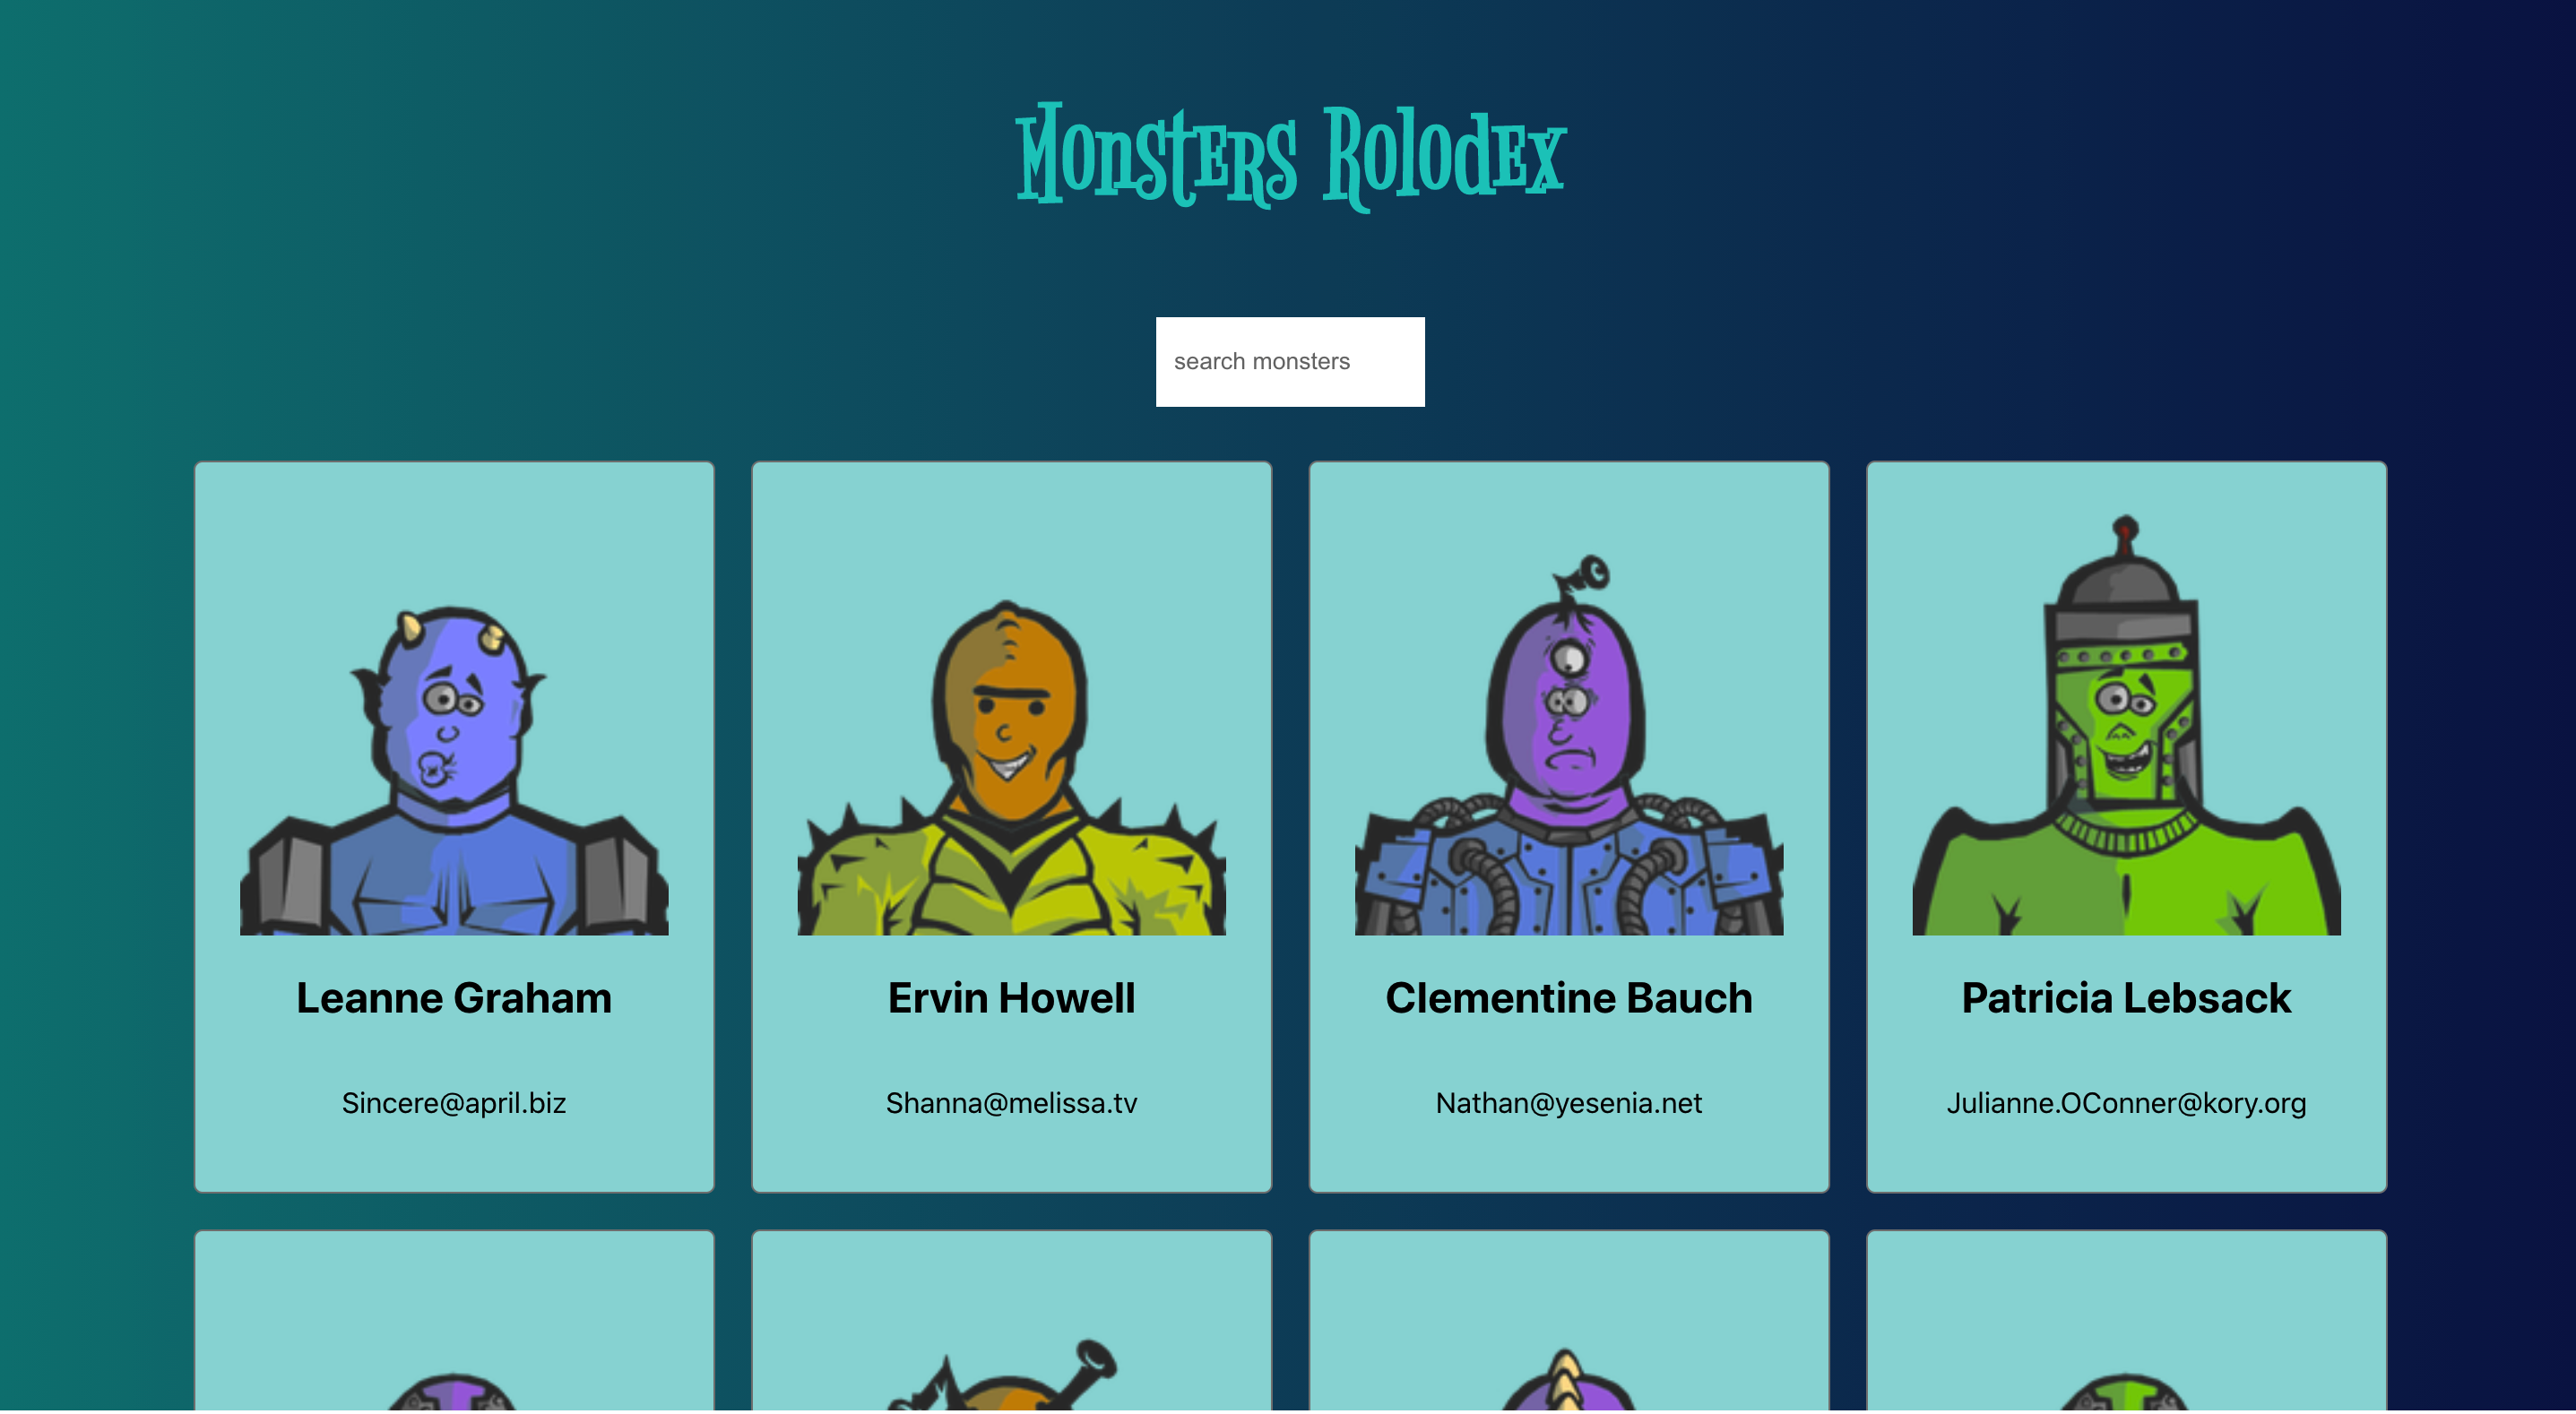 Monsters Rolodex
search monsters
Leanne Graham
Sincere@april.biz
Ervin Howell
Shanna@melissa.tv
Clementine Bauch
Nathan@yesenia.net
Patricia Lebsack
Julianne.OConner@kory.org